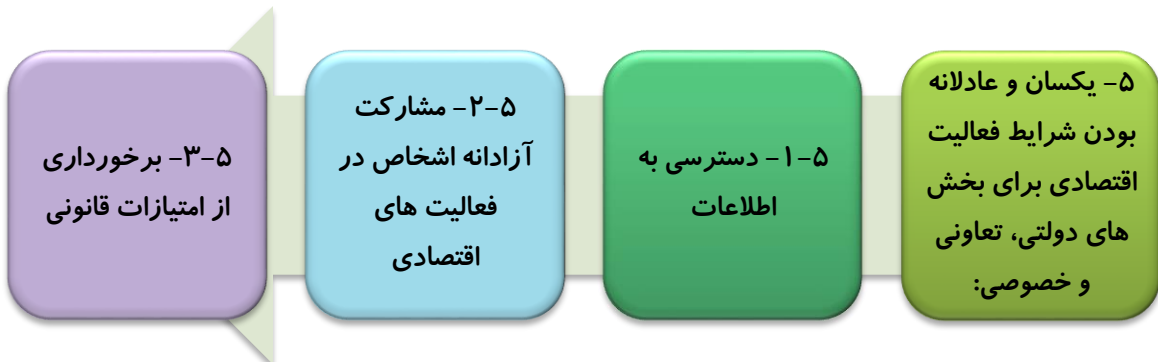 ۵- یکسان و عادلانه
بودن شرایط فعالیت
اقتصادی برای بخش
های دولتی، تعاونی
و خصوصی:
۵-۱- دسترسی به
اطلاعات
۵-۲- مشارکت
آزادانه اشخاص در
فعالیت های
اقتصادی
۵-۳- برخورداری
از امتیازات قانونی